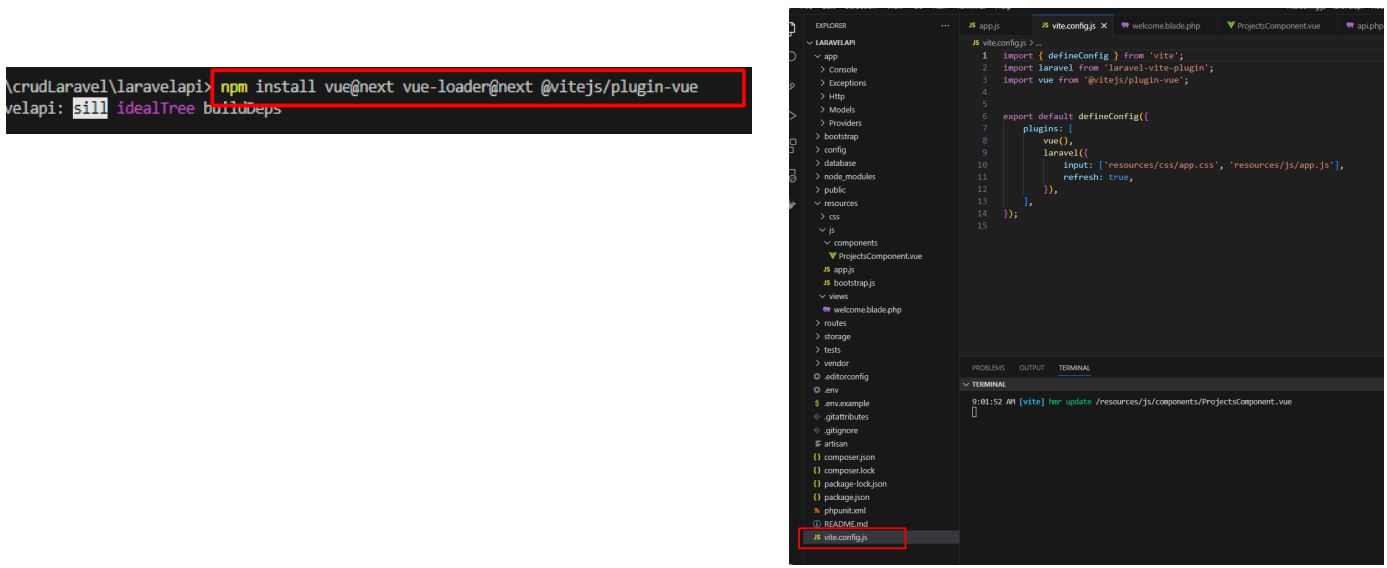 \crudLaravel\laravelapi> npm install vue@next vue-loader@next @vitejs/plugin-vue
velapi: sill idealTree buildDeps
EXPLORER ...
LARAVELAPI
app
Console
Exceptions
Http
Models
Providers
bootstrap
config
database
node_modules
public
resources
css
js
components
ProjectsComponent.vue
JS app.js
JS bootstrap.js
views
welcome.blade.php
routes
storage
tests
vendor
.editorconfig
.env
$ .env.example
.gitattributes
.gitignore
artisan
{} composer.json
{} composer.lock
{} package-lock.json
{} package.json
phpunit.xml
README.md
JS vite.config.js
JS app.js JS vite.config.js × welcome.blade.php ProjectsComponent.vue api.php
JS vite.config.js > ...
1 import { defineConfig } from 'vite';
2 import laravel from 'laravel-vite-plugin';
3 import vue from '@vitejs/plugin-vue';
4
5
6 export default defineConfig({
7 plugins: [
8 vue(),
9 laravel({
10 input: ['resources/css/app.css', 'resources/js/app.js'],
11 refresh: true,
12 }),
13 ],
14 });
15
PROBLEMS OUTPUT TERMINAL
TERMINAL
9:01:52 AM [vite] hmr update /resources/js/components/ProjectsComponent.vue